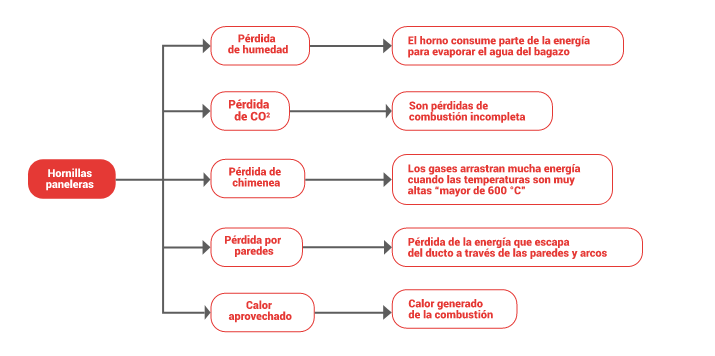 Pérdida
de humedad
El horno consume parte de la energía
para evaporar el agua del bagazo
Pérdida
de CO²
Son pérdidas de
combustión incompleta
Hornillas
paneleras
Pérdida de
chimenea
Los gases arrastran mucha energía
cuando las temperaturas son muy
altas “mayor de 600 °C”
Pérdida por
paredes
Pérdida de la energía que escapa
del ducto a través de las paredes y arcos
Calor
aprovechado
Calor generado
de la combustión